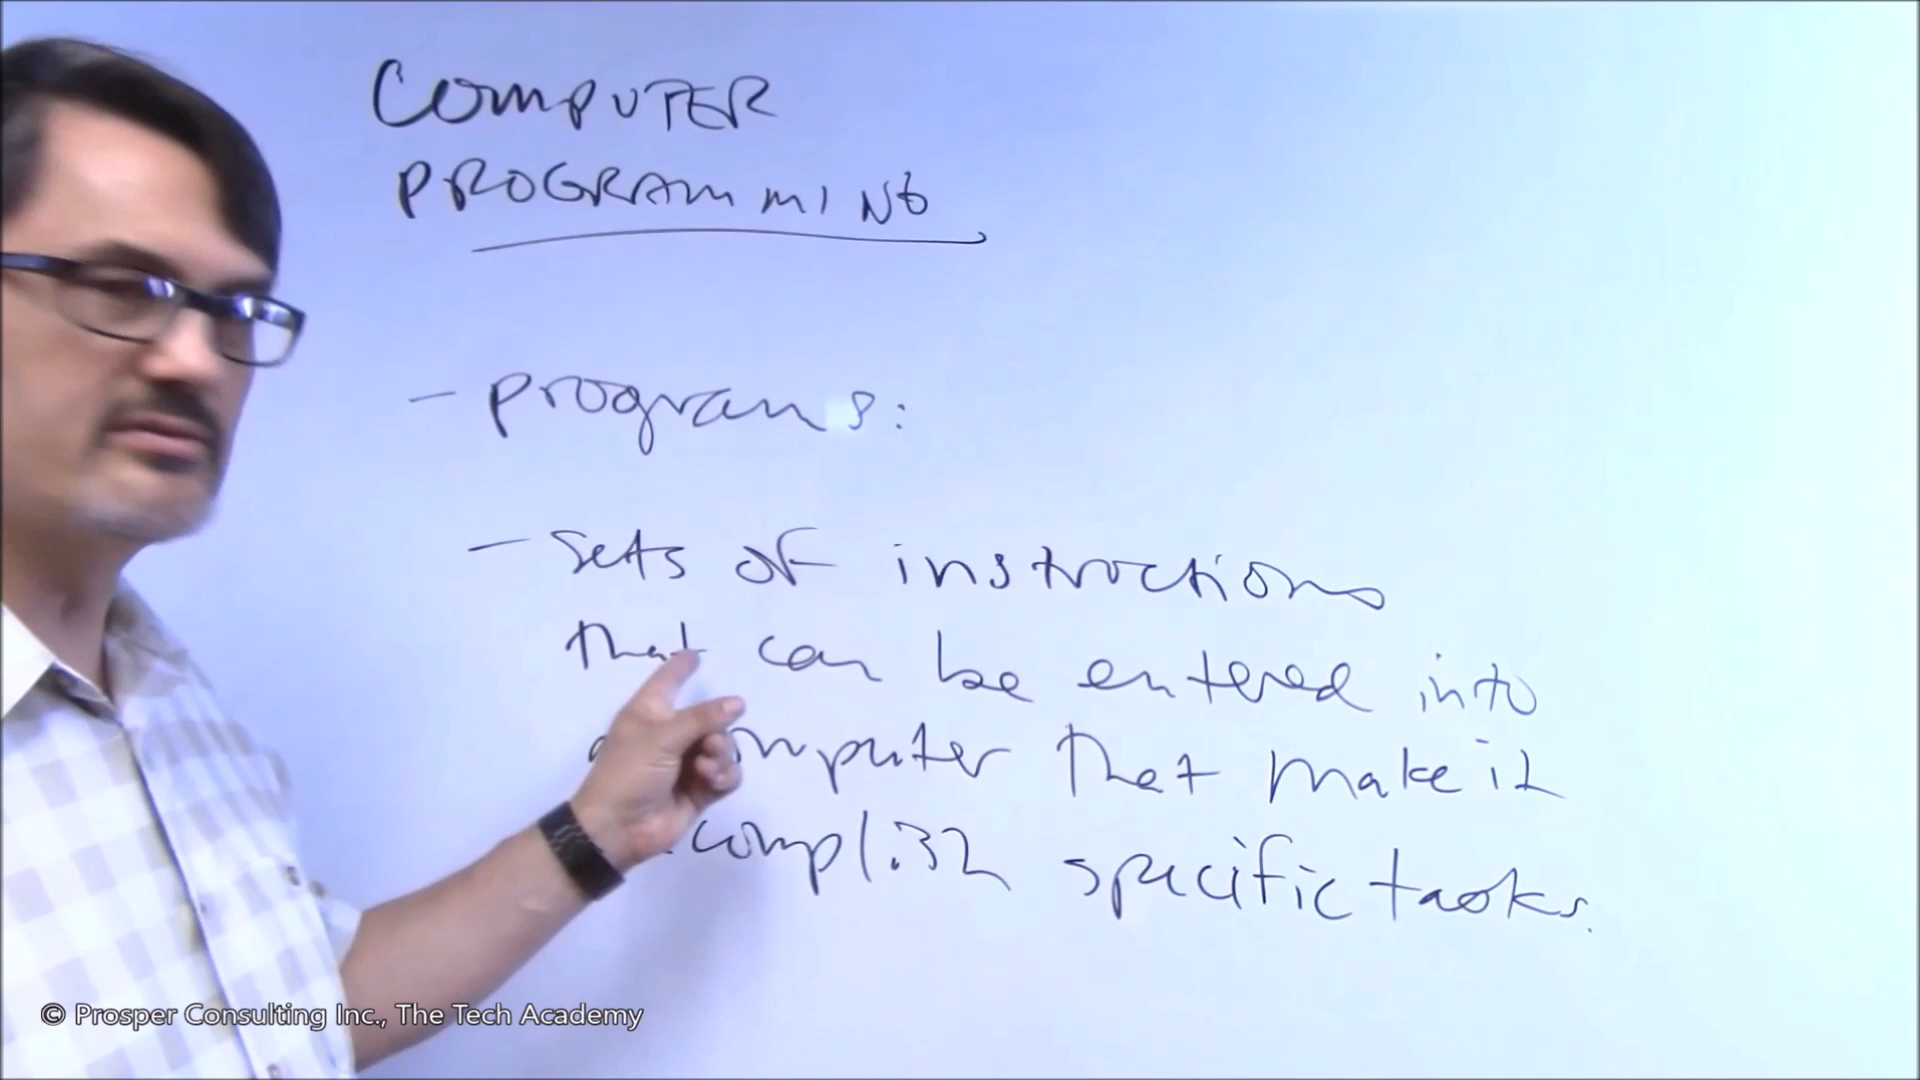 COMPUTER
PROGRAMMING
- programs:
- sets of instructions
that can be entered into
computer that make it
accomplish specific tasks.
© Prosper Consulting Inc., The Tech Academy